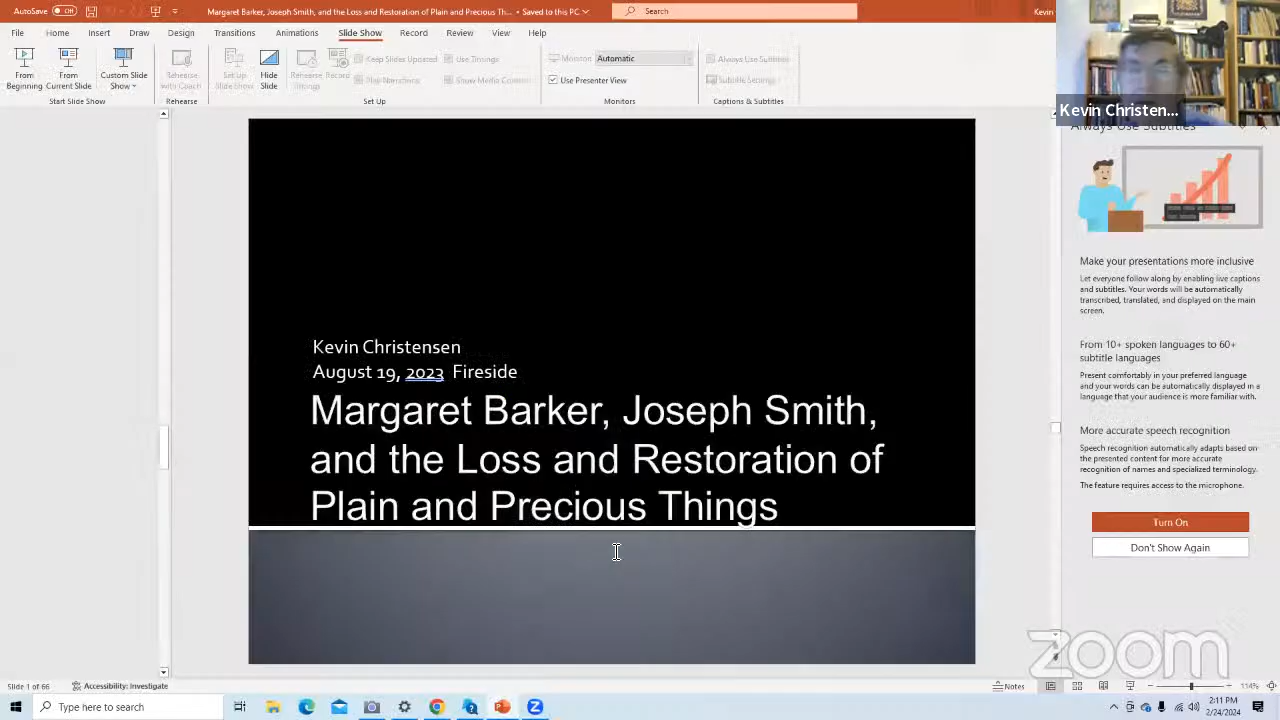 AutoSave Off
Margaret Barker, Joseph Smith, and the Loss and Restoration of Plain and Precious Th... • Saved to this PC
Search
Kevin
File Home Insert Draw Design Transitions Animations Slide Show Record Review View Help
From Beginning
From Current Slide
Custom Slide Show
Rehearse with Coach
Set Up Slide Show
Hide Slide
Rehearse Timings
Record
Keep Slides Updated
Play Narrations
Use Timings
Show Media Controls
Monitor: Automatic
Use Presenter View
Always Use Subtitles
Subtitle Settings
Start Slide Show
Rehearse
Set Up
Monitors
Captions & Subtitles
Kevin Christen...
Always Use Subtitles
Kevin Christensen
August 19, 2023 Fireside
Margaret Barker, Joseph Smith,
and the Loss and Restoration of
Plain and Precious Things
Make your presentations more inclusive
Let everyone follow along by enabling live captions
and subtitles. Your words will be automatically
transcribed, translated, and displayed on the main
screen.
From 10+ spoken languages to 60+
subtitle languages
Present comfortably in your preferred language
and your words can be automatically displayed in a
language that your audience is more familiar with.
More accurate speech recognition
Speech recognition automatically adapts based on
the presented content for more accurate
recognition of names and specialized terminology.
The feature requires access to the microphone.
Turn On
Don't Show Again
zoom
Slide 1 of 66
Accessibility: Investigate
Notes
114%
Type here to search
2:11 PM
2/24/2024